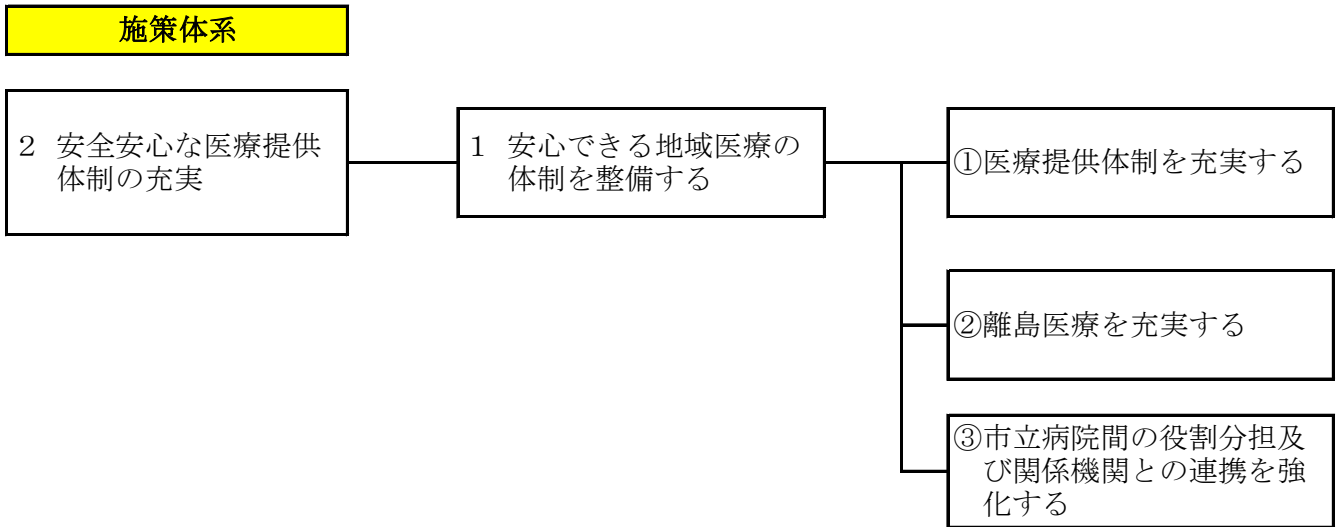 施策体系
２ 安全安心な医療提供
体制の充実
１ 安心できる地域医療の
体制を整備する
①医療提供体制を充実する
②離島医療を充実する
③市立病院間の役割分担及
び関係機関との連携を強
化する